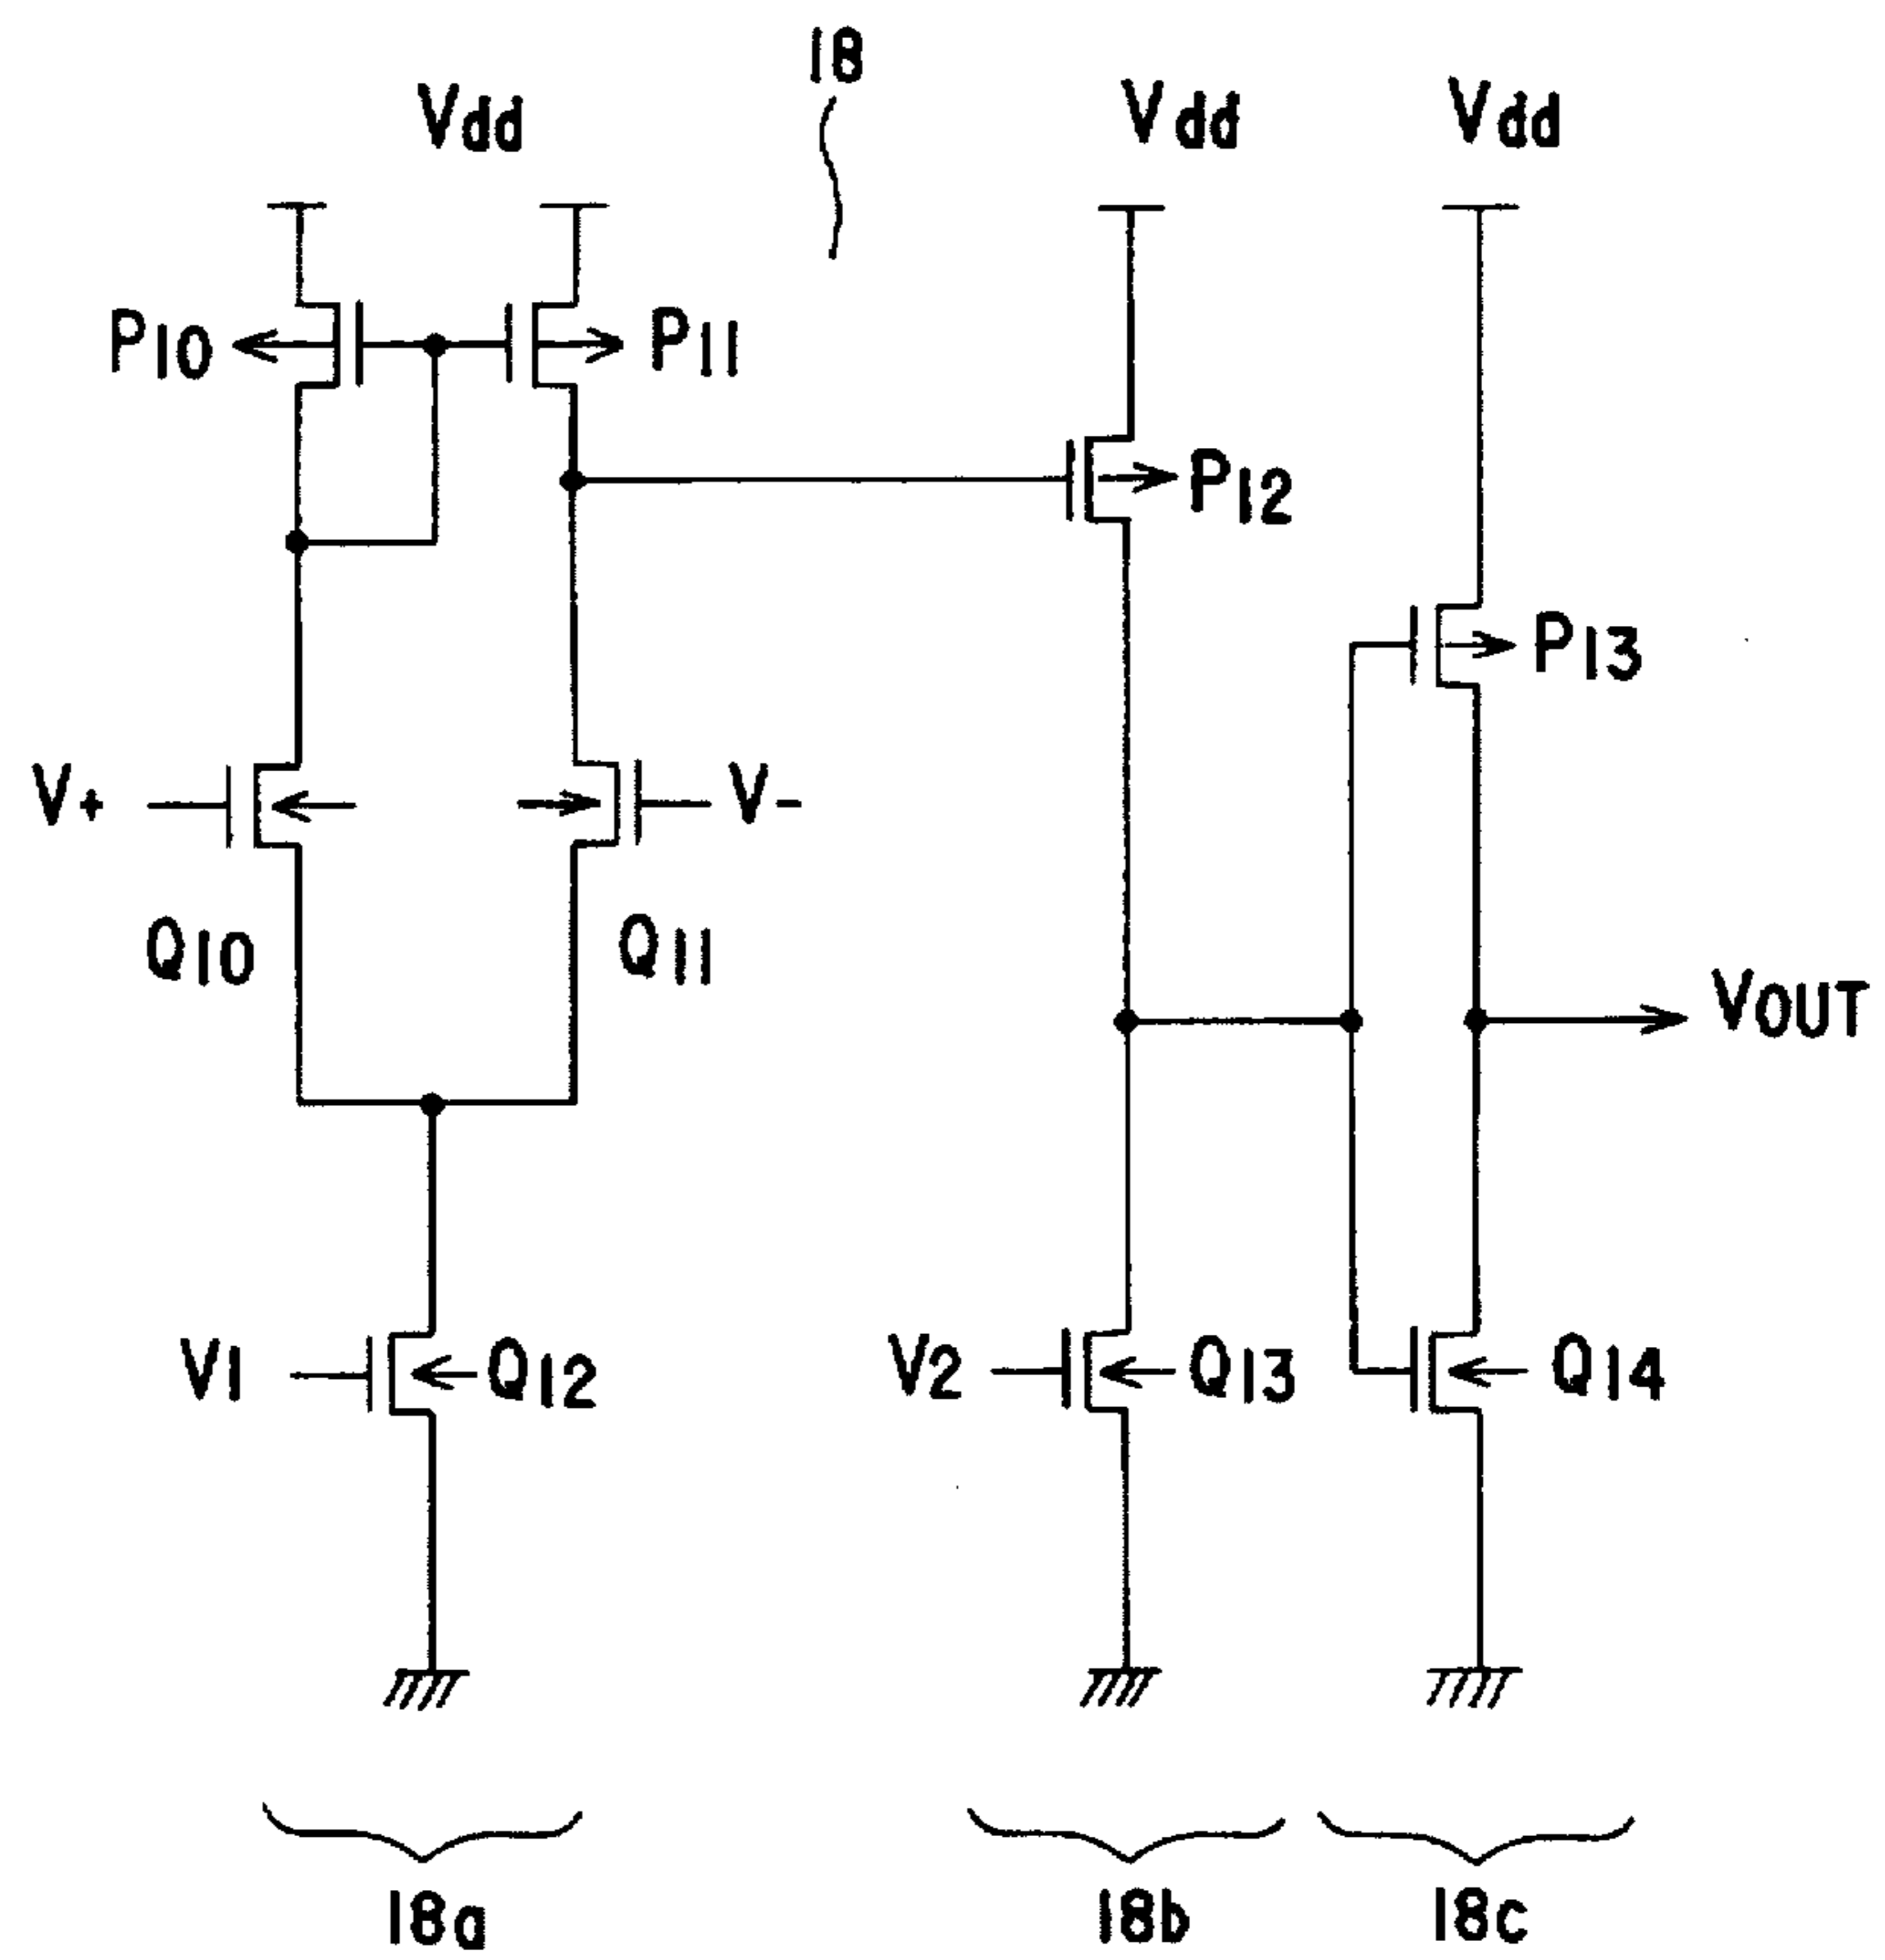 18
Vdd
Vdd
Vdd
P10
P11
P12
P13
V+
V-
Q10
Q11
VOUT
V1
Q12
V2
Q13
Q14
18a
18b
18c